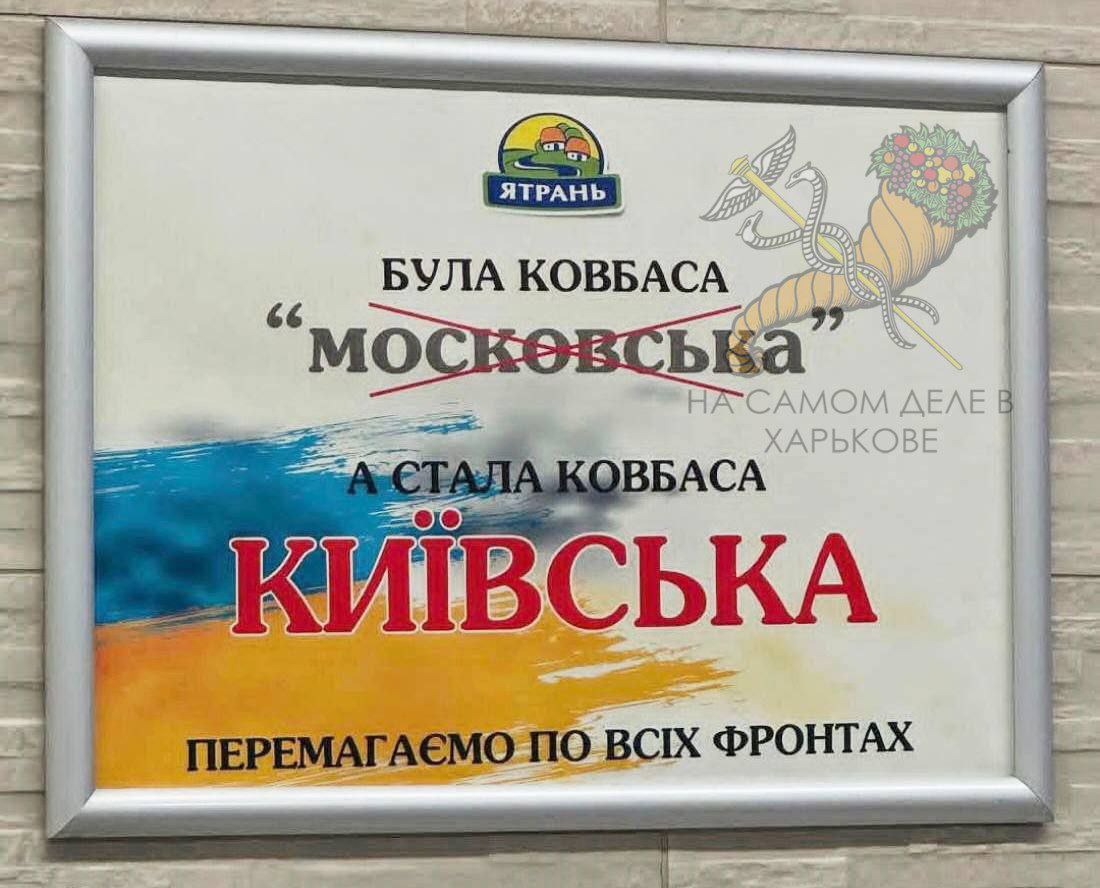 ЯТРАНЬ
БУЛА КОВБАСА
“московська”
А СТАЛА КОВБАСА
КИЇВСЬКА
ПЕРЕМАГАЄМО ПО ВСІХ ФРОНТАХ
НА САМОМ ДЕЛЕ В
ХАРЬКОВЕ